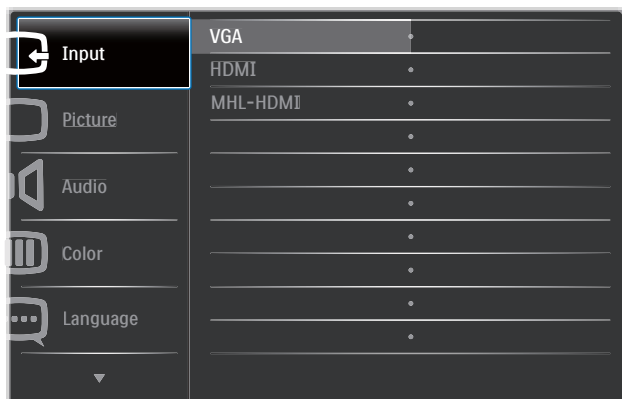 Input
Picture
Audio
Color
Language
VGA
HDMI
MHL-HDMI